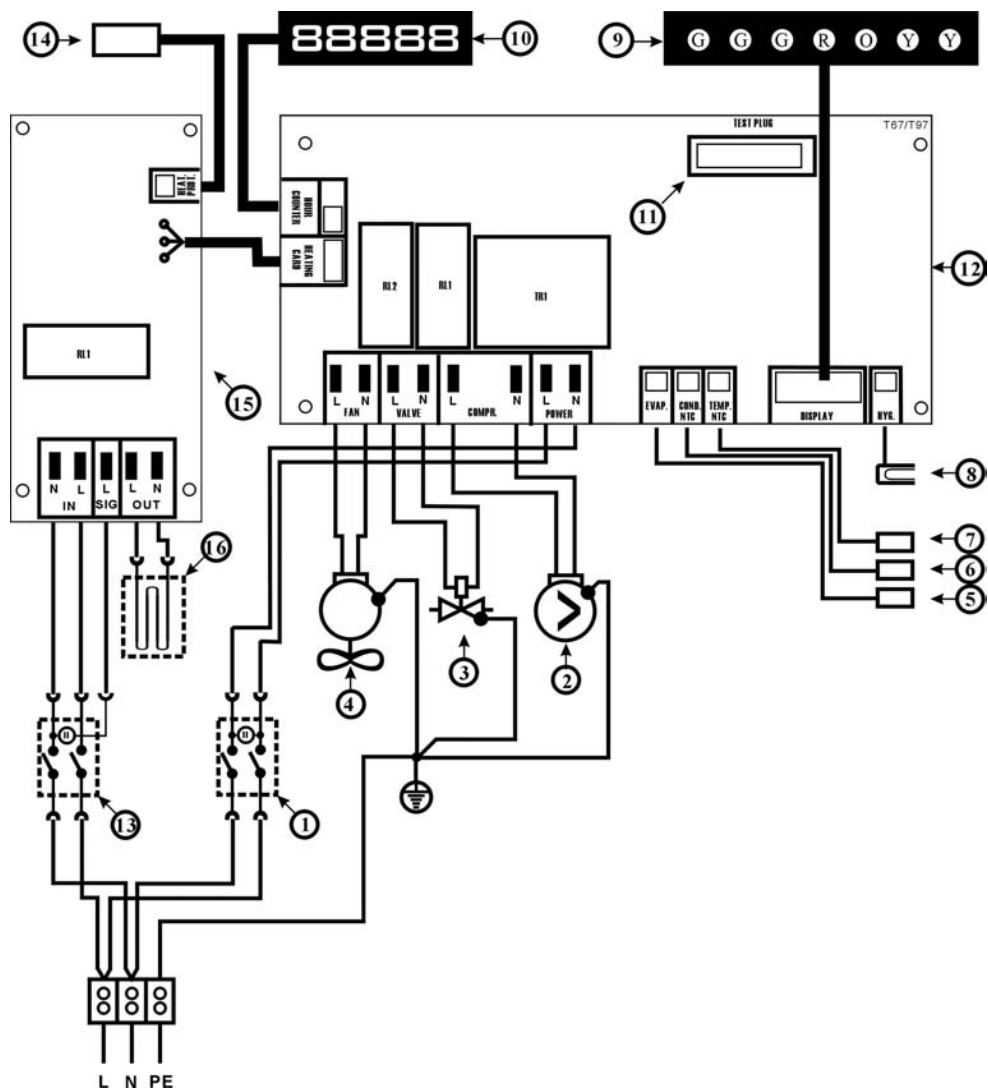 14
88888
10
9
G G G R O Y Y
TEST PLUG
T67/T97
HEAT. PROT.
HOUR COUNTER
11
HEATING CARD
12
RL2
RL1
TR1
RL1
15
L N L N L N L N
FAN VALVE COMPR. POWER
EVAP.
COND. NTC
TEMP. NTC
DISPLAY
HYG.
8
N L L L N
IN SIG OUT
16
7
6
5
4
3
2
13
1
L N PE